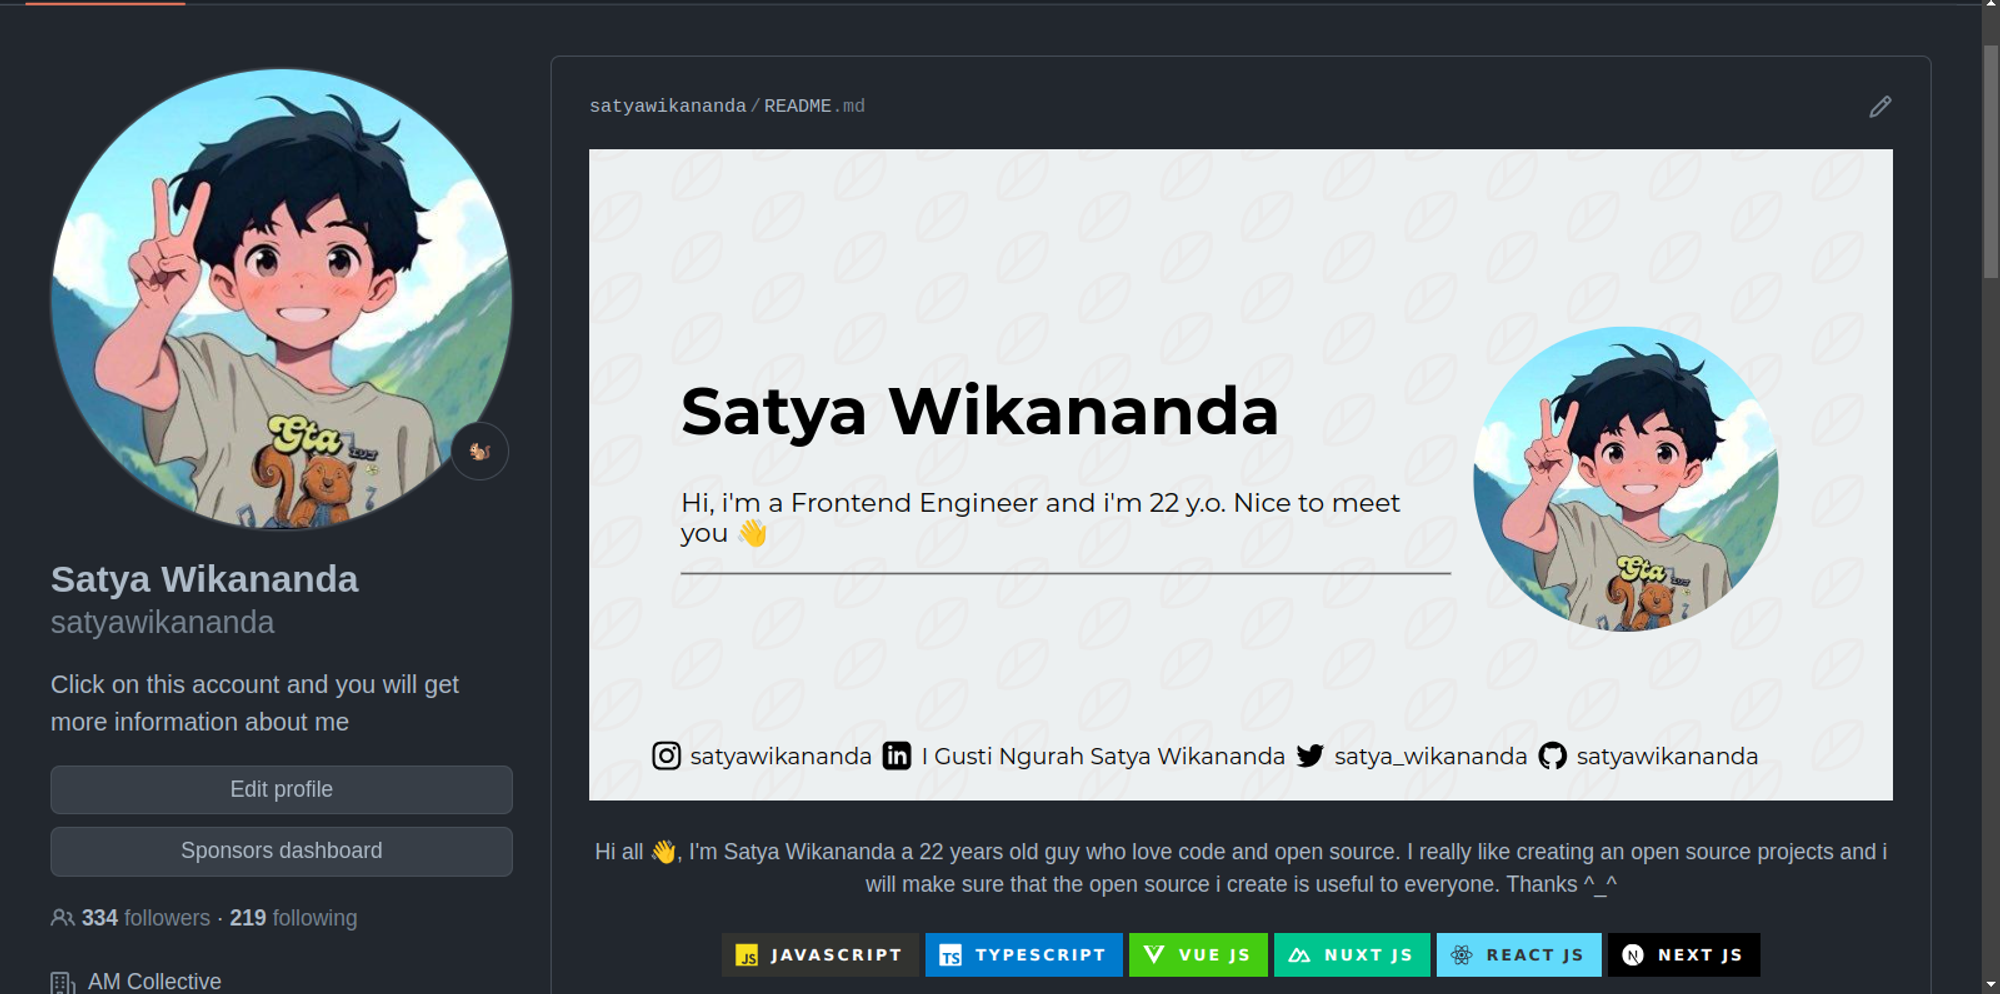 satyawikananda/README.md
Gta
Satya Wikananda
satyawikananda
Click on this account and you will get
more information about me
Edit profile
Sponsors dashboard
334 followers · 219 following
AM Collective
Satya Wikananda
Hi, i'm a Frontend Engineer and i'm 22 y.o. Nice to meet
you 👋
Gta
satyawikananda I Gusti Ngurah Satya Wikananda satya_wikananda satyawikananda
Hi all 👋, I'm Satya Wikananda a 22 years old guy who love code and open source. I really like creating an open source projects and i
will make sure that the open source i create is useful to everyone. Thanks ^_^
JS JAVASCRIPT TS TYPESCRIPT VUE JS NUXT JS REACT JS N NEXT JS